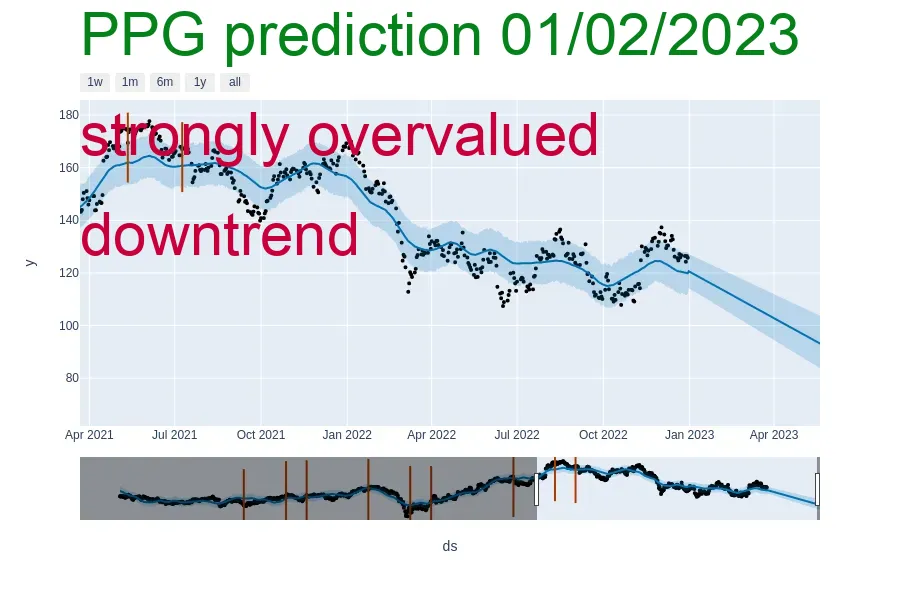 PPG prediction 01/02/2023
1w 1m 6m 1y all
180
strongly overvalued
160
140
downtrend
120
y
100
80
Apr 2021 Jul 2021 Oct 2021 Jan 2022 Apr 2022 Jul 2022 Oct 2022 Jan 2023 Apr 2023
ds